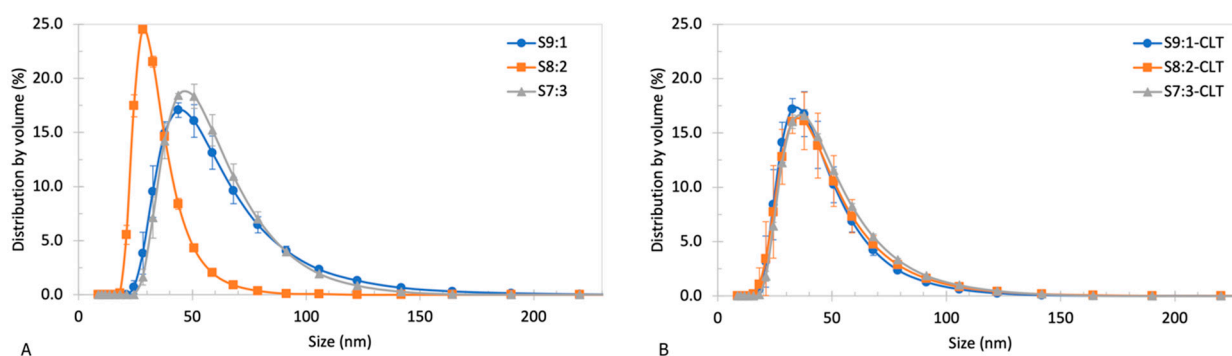 25.0
20.0
15.0
10.0
5.0
0.0
Distribution by volume (%)
0
50
100
150
200
Size (nm)
S9:1
S8:2
S7:3
A
25.0
20.0
15.0
10.0
5.0
0.0
Distribution by volume (%)
0
50
100
150
200
Size (nm)
S9:1-CLT
S8:2-CLT
S7:3-CLT
B